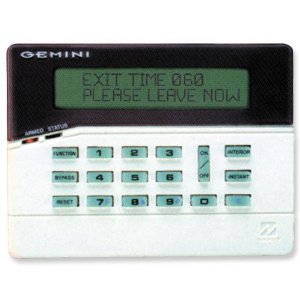 GEMINI
EXIT TIME 060
PLEASE LEAVE NOW
ARMED STATUS
FUNCTION 1 2 3 ON INTERIOR
BYPASS 4 5 6 OFF INSTANT
RESET 7 8 9 0